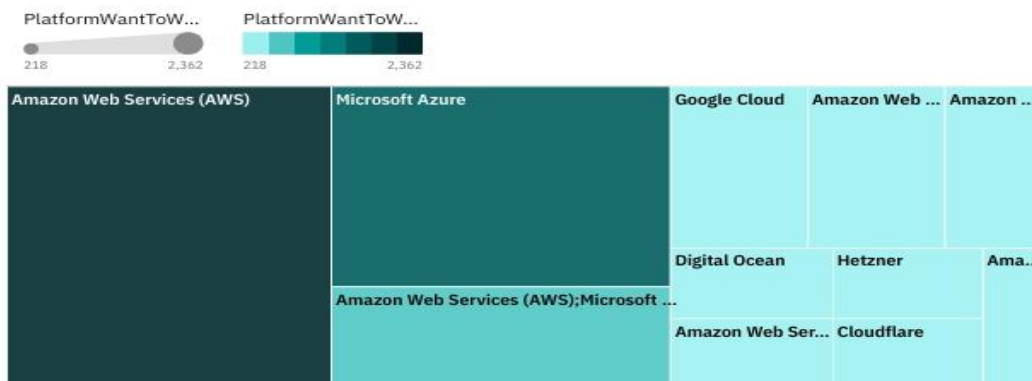 PlatformWantToW... PlatformWantToW...
218 2,362 218 2,362
Amazon Web Services (AWS) Microsoft Azure Google Cloud Amazon Web ... Amazon ...
Digital Ocean Hetzner Ama...
Amazon Web Services (AWS);Microsoft ...
Amazon Web Ser... Cloudflare